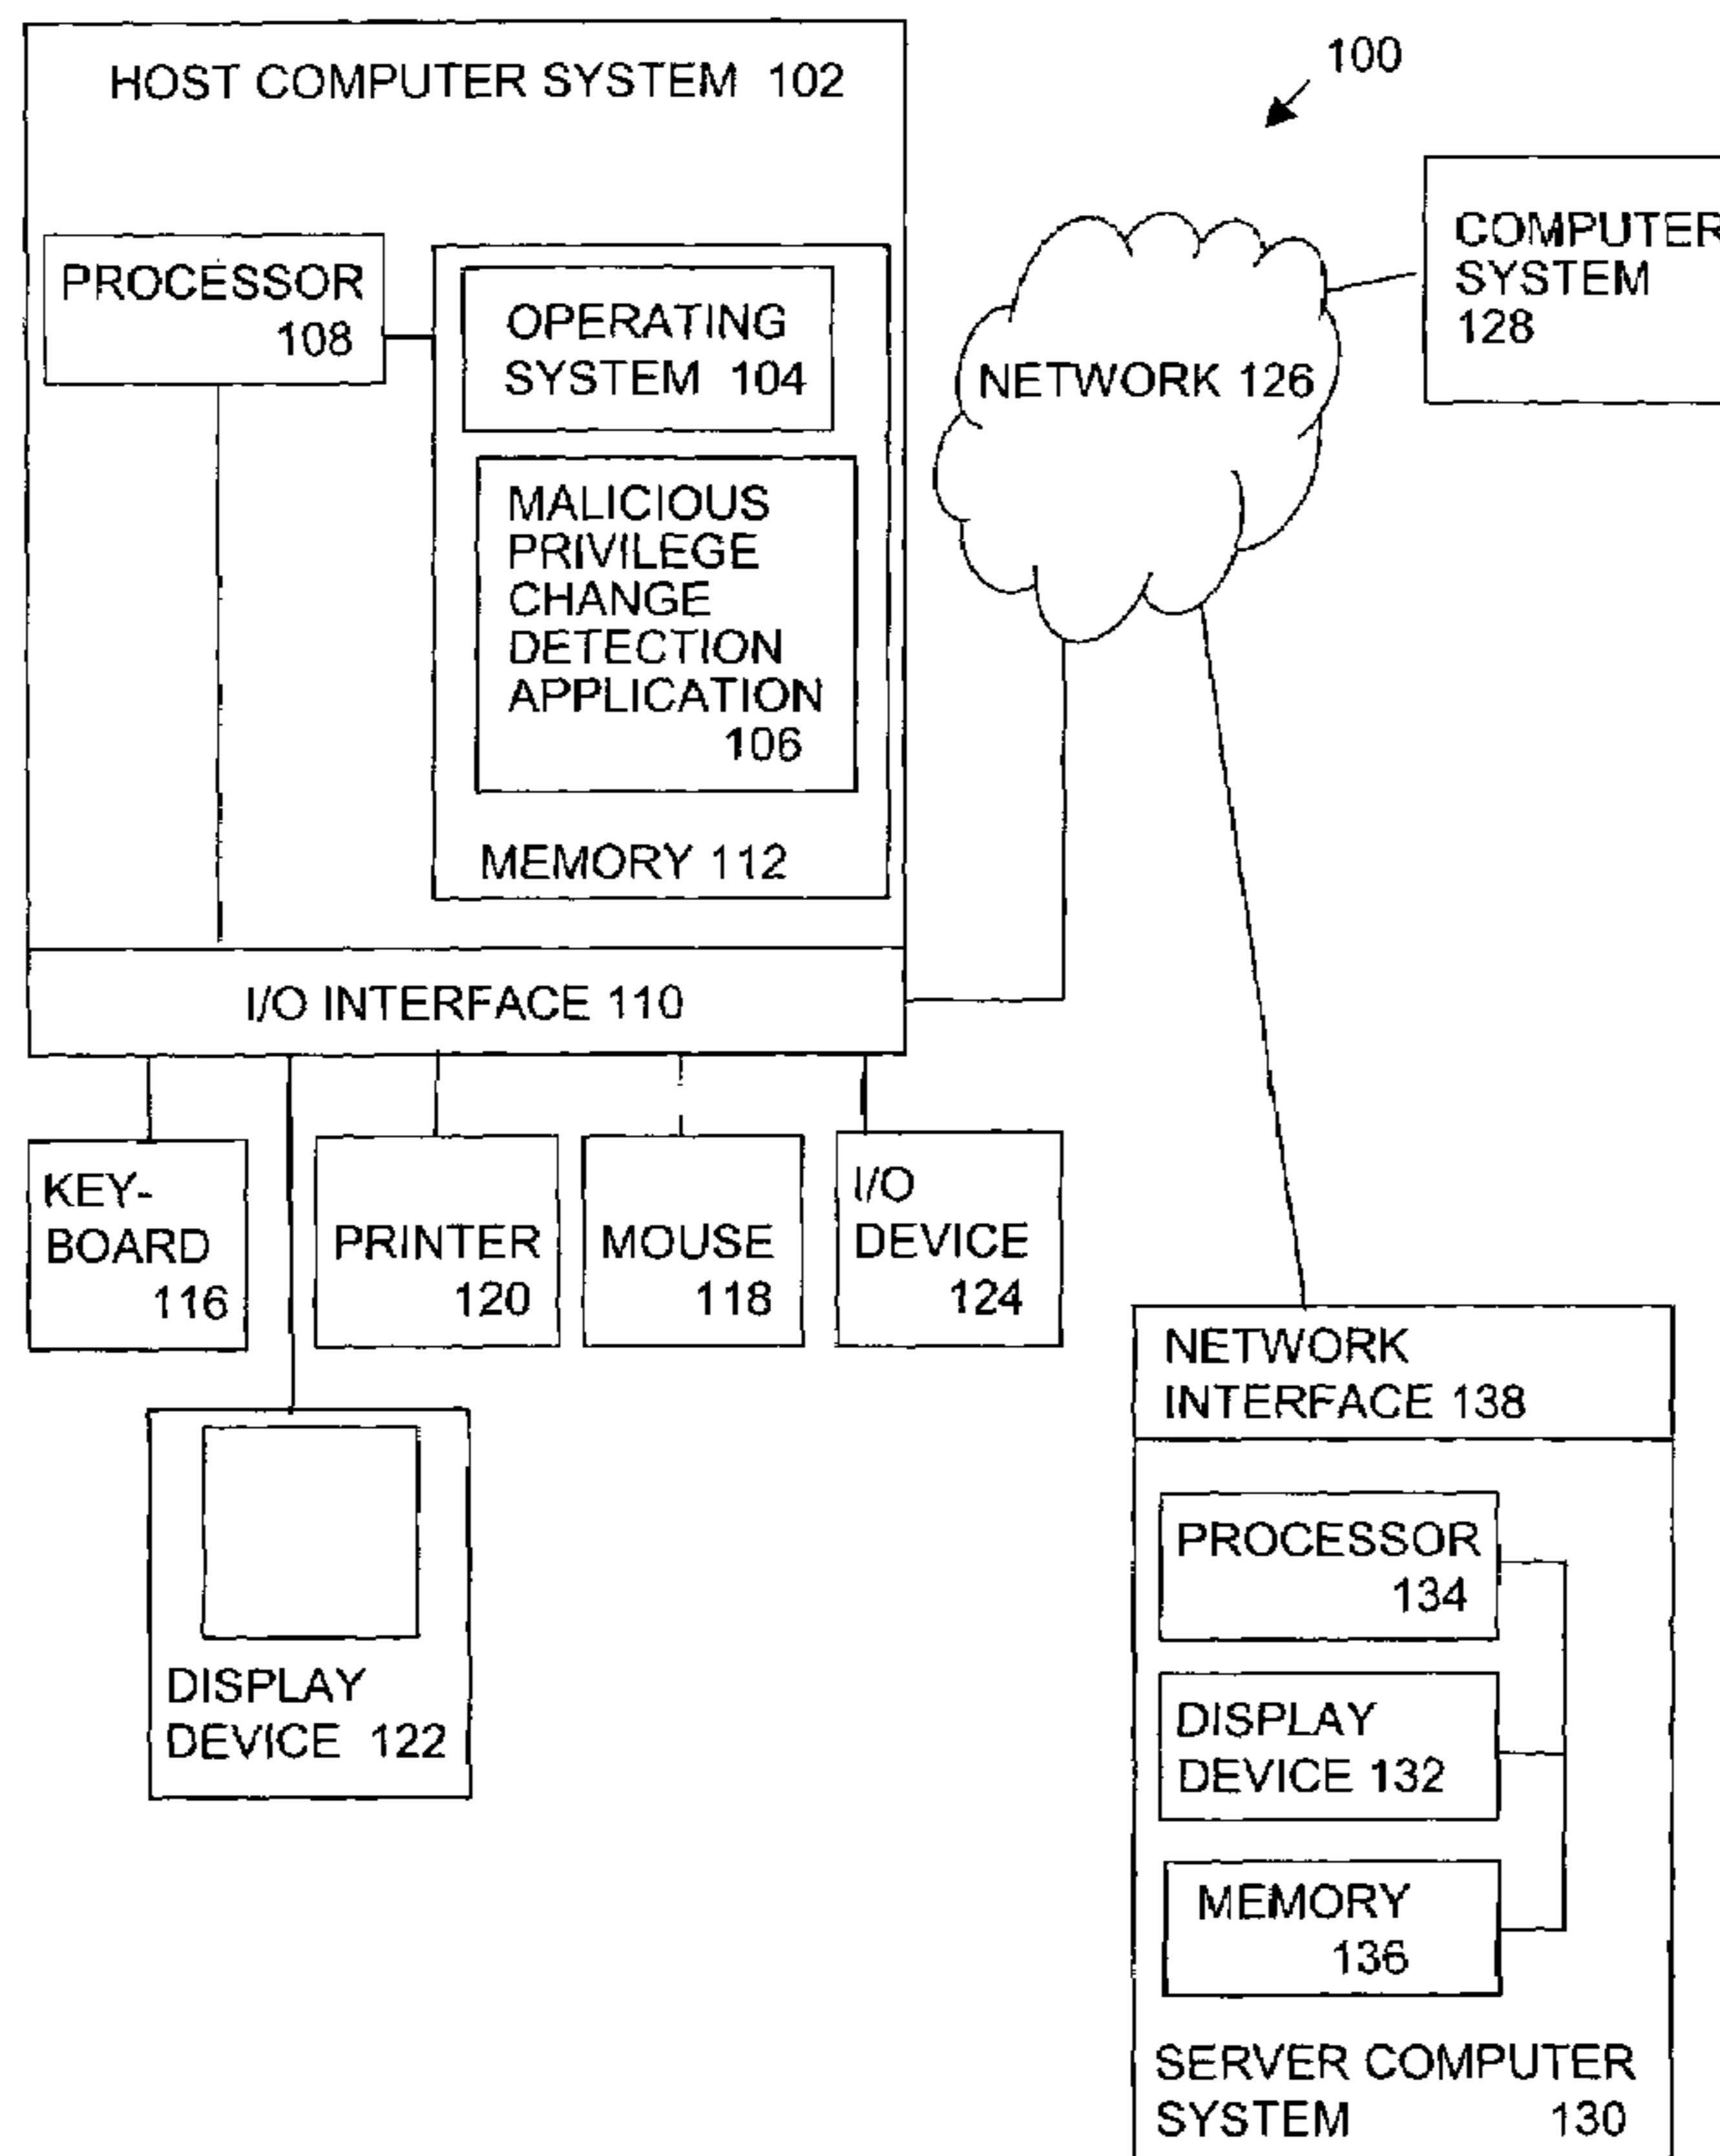 HOST COMPUTER SYSTEM 102
100
PROCESSOR
108
OPERATING
SYSTEM 104
MALICIOUS
PRIVILEGE
CHANGE
DETECTION
APPLICATION
106
MEMORY 112
I/O INTERFACE 110
NETWORK 126
COMPUTER
SYSTEM
128
KEY-
BOARD
116
PRINTER
120
MOUSE
118
I/O
DEVICE
124
DISPLAY
DEVICE 122
NETWORK
INTERFACE 138
PROCESSOR
134
DISPLAY
DEVICE 132
MEMORY
136
SERVER COMPUTER
SYSTEM 130